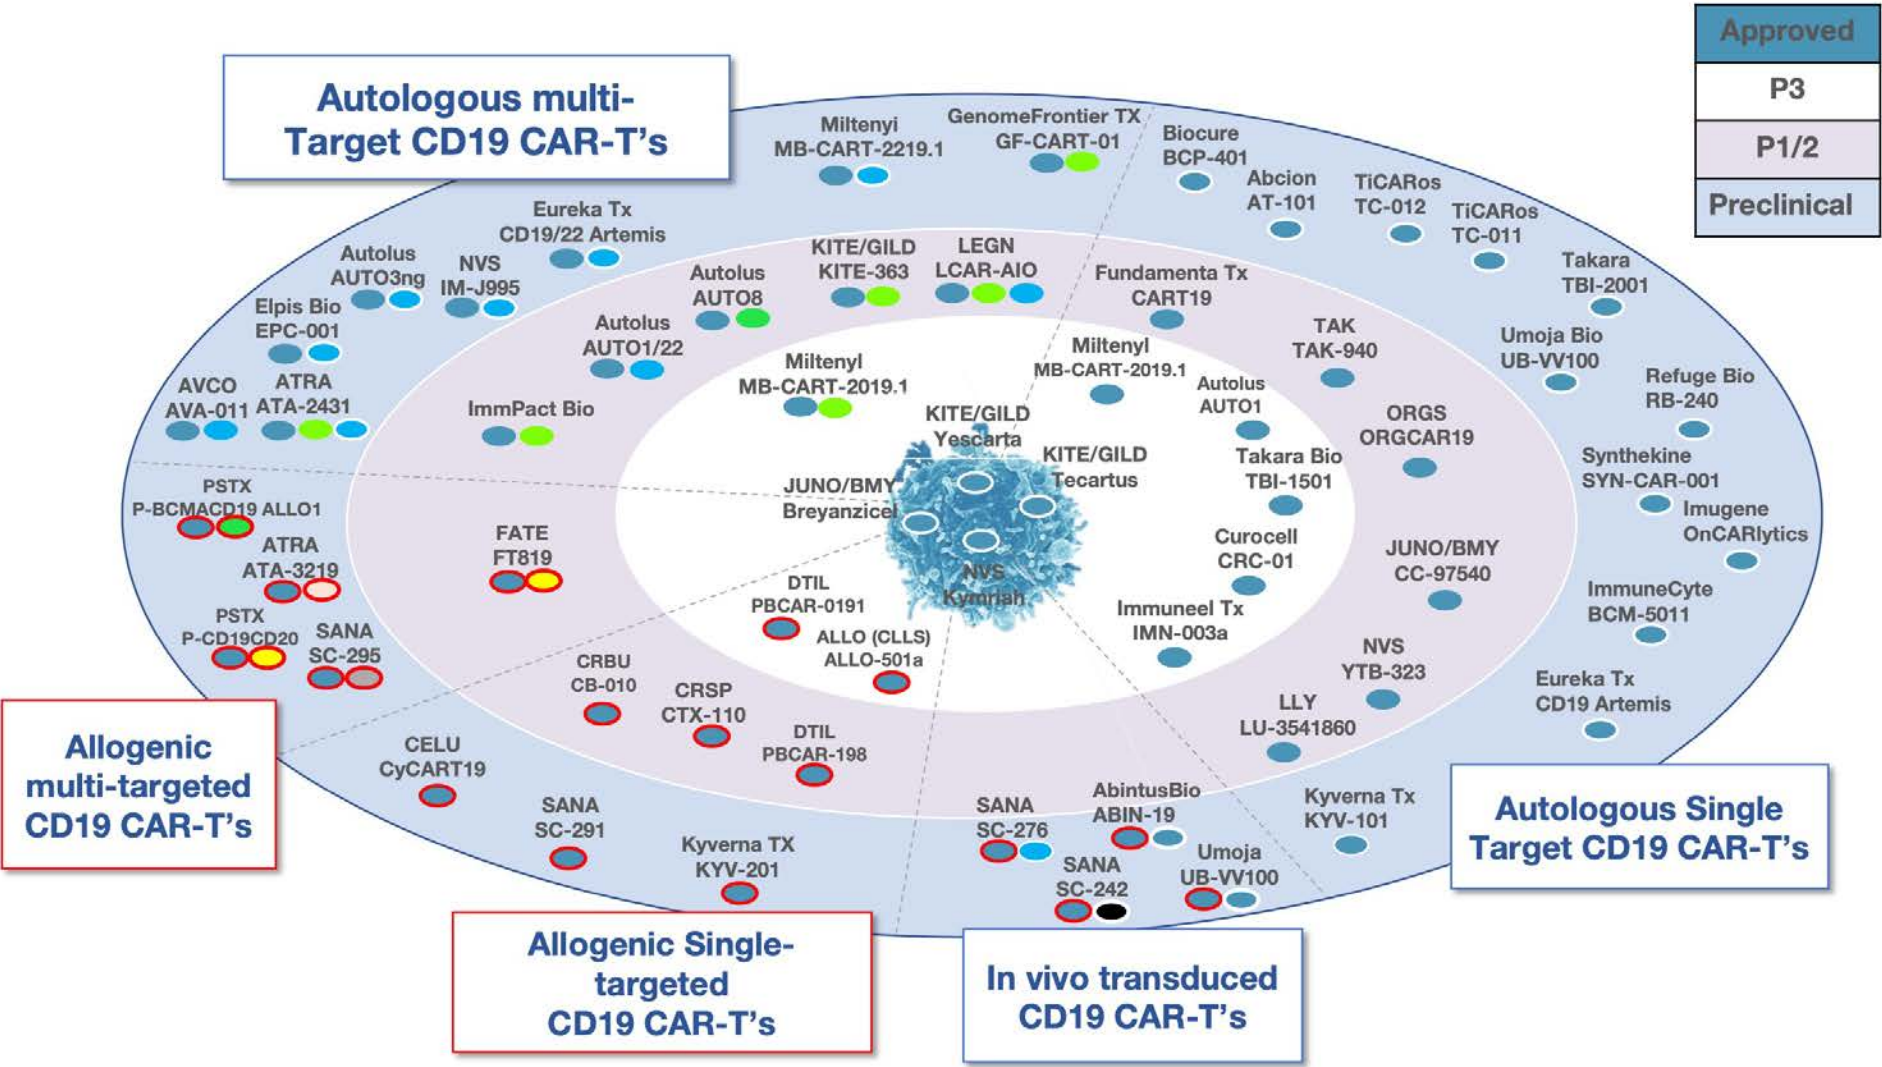 Approved
P3
P1/2
Preclinical
Autologous multi-
Target CD19 CAR-T's
Miltenyi
MB-CART-2219.1
GenomeFrontier TX
GF-CART-01
Eureka Tx
CD19/22 Artemis
Autolus
AUTO3ng
NVS
IM-J995
Elpis Bio
EPC-001
AVCO
AVA-011
ATRA
ATA-2431
KITE/GILD
KITE-363
LEGN
LCAR-AIO
Autolus
AUTO8
Autolus
AUTO1/22
ImmPact Bio
Miltenyl
MB-CART-2019.1
Biocure
BCP-401
Abcion
AT-101
TiCARos
TC-012
TiCARos
TC-011
Takara
TBI-2001
Umoja Bio
UB-VV100
Refuge Bio
RB-240
Synthekine
SYN-CAR-001
Imugene
OnCARlytics
ImmuneCyte
BCM-5011
Eureka Tx
CD19 Artemis
Kyverna Tx
KYV-101
Fundamenta Tx
CART19
TAK
TAK-940
ORGS
ORGCAR19
JUNO/BMY
CC-97540
NVS
YTB-323
LLY
LU-3541860
Miltenyl
MB-CART-2019.1
Autolus
AUTO1
Takara Bio
TBI-1501
Curocell
CRC-01
Immuneel Tx
IMN-003a
KITE/GILD
Yescarta
KITE/GILD
Tecartus
JUNO/BMY
Breyanzicel
NVS
Kymriah
DTIL
PBCAR-0191
ALLO (CLLS)
ALLO-501a
PSTX
P-BCMACD19 ALLO1
ATRA
ATA-3219
PSTX
P-CD19CD20
SANA
SC-295
FATE
FT819
CRBU
CB-010
CRSP
CTX-110
DTIL
PBCAR-198
CELU
CyCART19
SANA
SC-291
Kyverna TX
KYV-201
SANA
SC-276
AbintusBio
ABIN-19
SANA
SC-242
Umoja
UB-VV100
Allogenic
multi-targeted
CD19 CAR-T's
Allogenic Single-
targeted
CD19 CAR-T's
In vivo transduced
CD19 CAR-T's
Autologous Single
Target CD19 CAR-T's